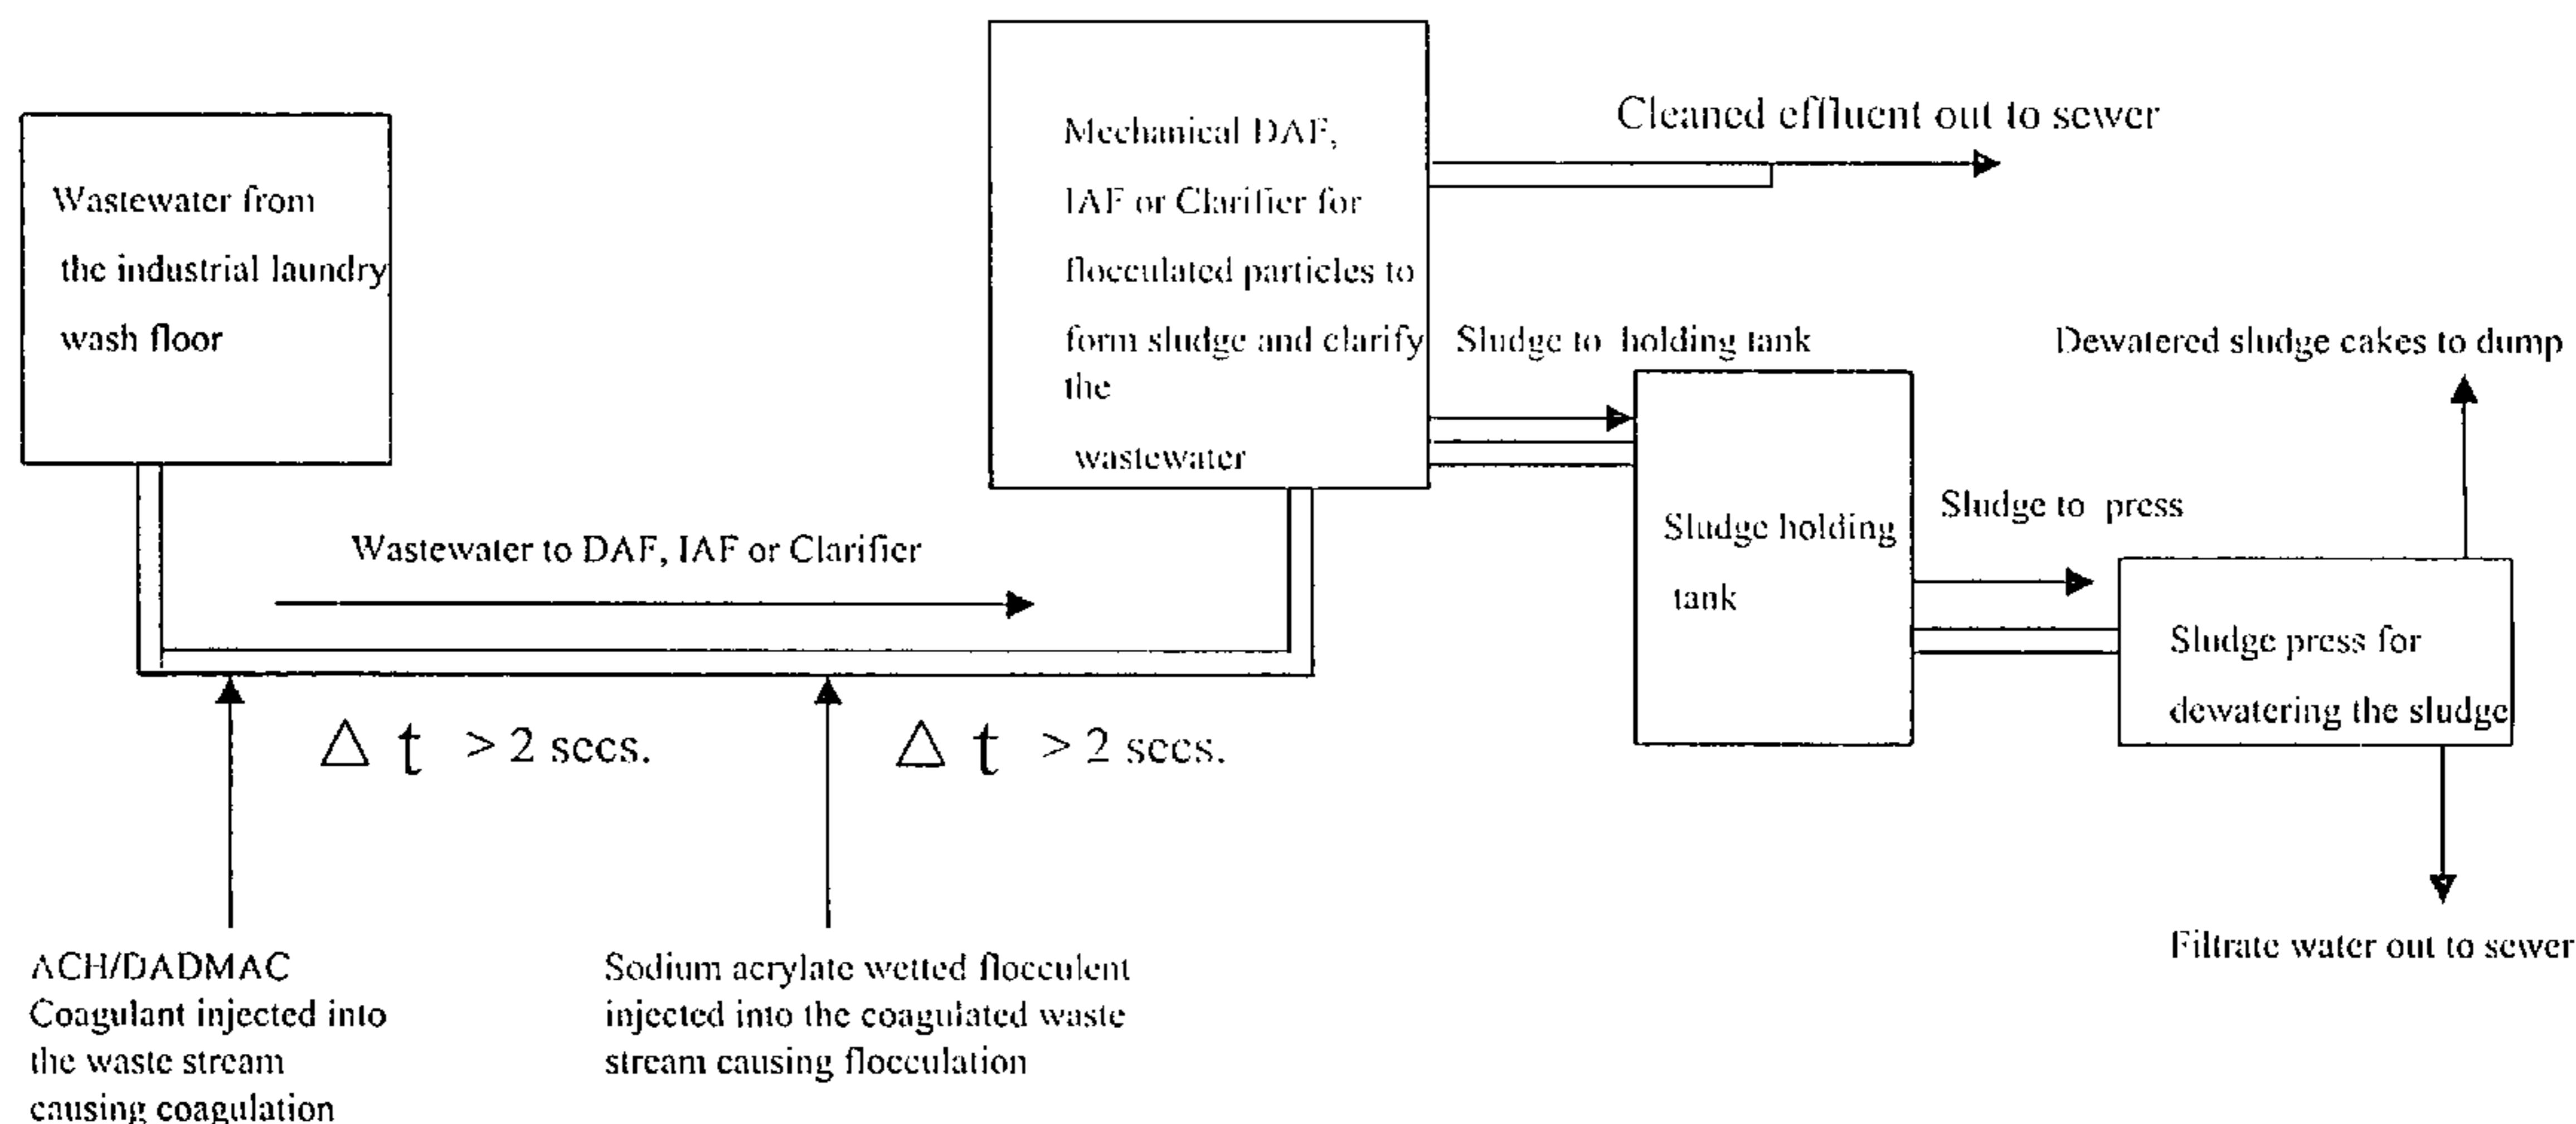 Wastewater from
the industrial laundry
wash floor
Mechanical DAF,
IAF or Clarifier for
flocculated particles to
form sludge and clarify
the
wastewater
Cleaned effluent out to sewer
Sludge to holding tank
Dewatered sludge cakes to dump
Wastewater to DAF, IAF or Clarifier
Sludge holding
tank
Sludge to press
Sludge press for
dewatering the sludge
Δ t > 2 secs.
Δ t > 2 secs.
Filtrate water out to sewer
ACH/DADMAC
Coagulant injected into
the waste stream
causing coagulation
Sodium acrylate wetted flocculent
injected into the coagulated waste
stream causing flocculation